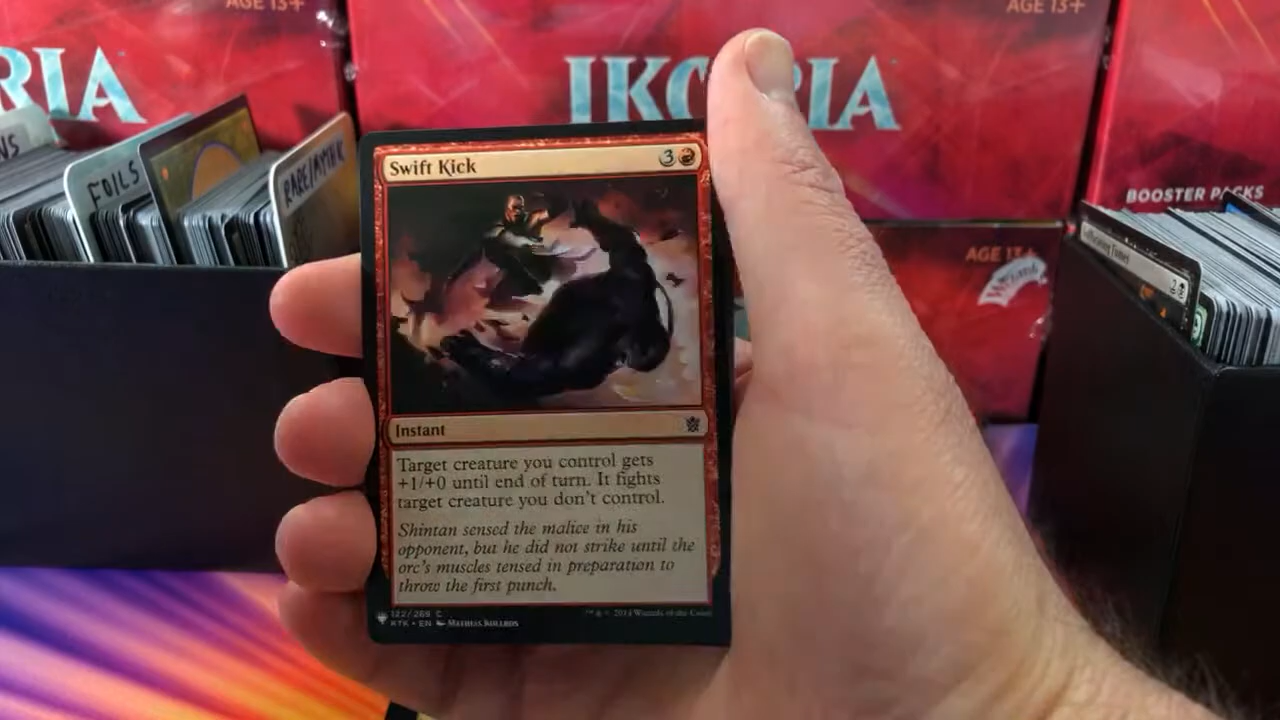 AGE 13+
AGE 13+
RIA
IKORIA
NS
FOILS
RARE/MYTHIC
BOOSTER PACKS
AGE 13+
Swift Kick 3
Instant
Target creature you control gets
+1/+0 until end of turn. It fights
target creature you don't control.
Shintan sensed the malice in his
opponent, but he did not strike until the
orc's muscles tensed in preparation to
throw the first punch.
122/269 C
KTK • EN Mathias Kollros
™ & © 2014 Wizards of the Coast